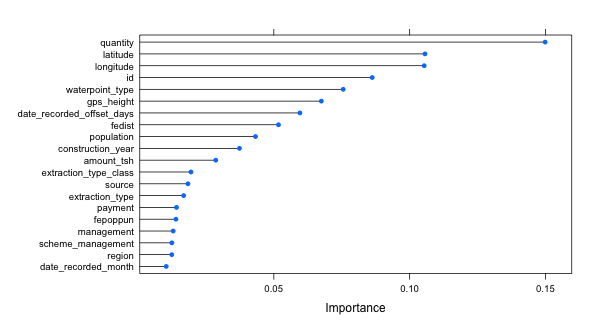 quantity
latitude
longitude
id
waterpoint_type
gps_height
date_recorded_offset_days
fedist
population
construction_year
amount_tsh
extraction_type_class
source
extraction_type
payment
fepoppun
management
scheme_management
region
date_recorded_month
0.05 0.10 0.15
Importance